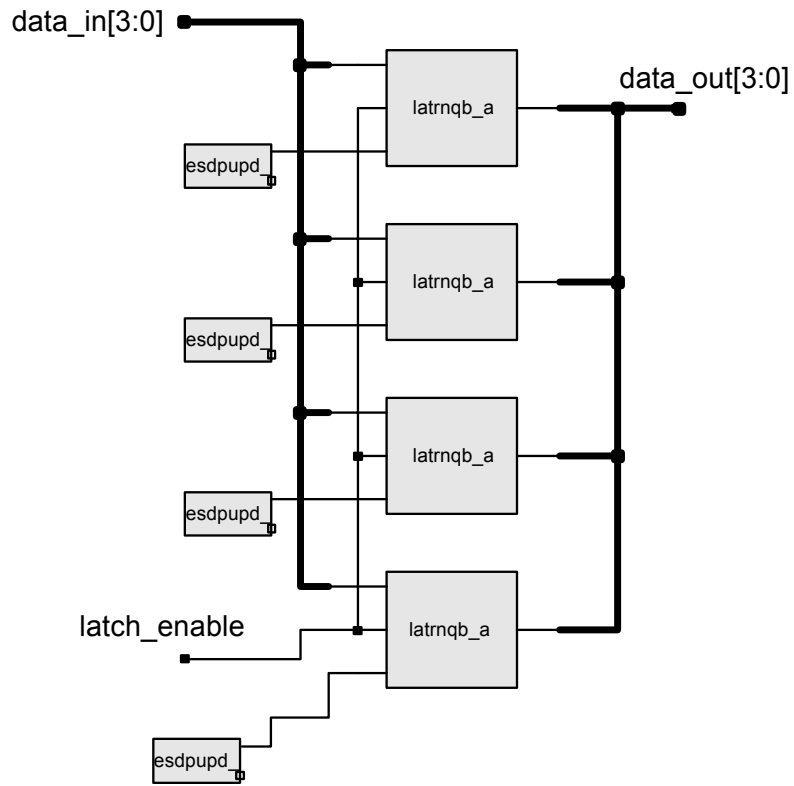 data_in[3:0]
data_out[3:0]
latrnqb_a
esdpupd_
latrnqb_a
esdpupd_
latrnqb_a
esdpupd_
latrnqb_a
latch_enable
esdpupd_